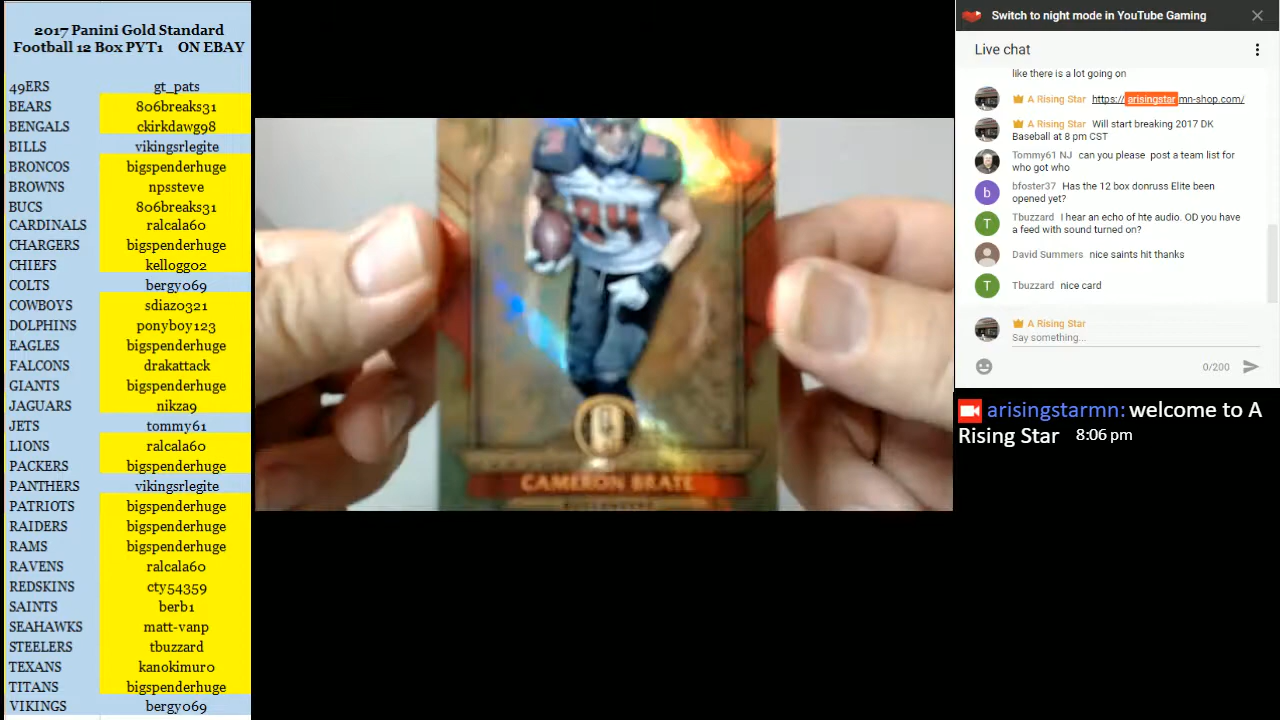 2017 Panini Gold Standard
Football 12 Box PYT1 ON EBAY
49ERS gt_pats
BEARS 806breaks31
BENGALS ckirkdawg98
BILLS vikingsrlegite
BRONCOS bigspenderhuge
BROWNS npssteve
BUCS 806breaks31
CARDINALS ralcala60
CHARGERS bigspenderhuge
CHIEFS kellogg02
COLTS bergy069
COWBOYS sdiazo321
DOLPHINS ponyboy123
EAGLES bigspenderhuge
FALCONS drakattack
GIANTS bigspenderhuge
JAGUARS nikza9
JETS tommy61
LIONS ralcala60
PACKERS bigspenderhuge
PANTHERS vikingsrlegite
PATRIOTS bigspenderhuge
RAIDERS bigspenderhuge
RAMS bigspenderhuge
RAVENS ralcala60
REDSKINS cty54359
SAINTS berb1
SEAHAWKS matt-vanp
STEELERS tbuzzard
TEXANS kanokimuro
TITANS bigspenderhuge
VIKINGS bergy069
84
CAMERON BRATE
Switch to night mode in YouTube Gaming
Live chat
like there is a lot going on
A Rising Star https://arisingstarmn-shop.com/
A Rising Star Will start breaking 2017 DK
Baseball at 8 pm CST
Tommy61 NJ can you please post a team list for
who got who
b
bfoster37 Has the 12 box donruss Elite been
opened yet?
T
Tbuzzard I hear an echo of hte audio. OD you have
a feed with sound turned on?
David Summers nice saints hit thanks
T
Tbuzzard nice card
A Rising Star
Say something...
0/200
arisingstarmn: welcome to A
Rising Star 8:06 pm